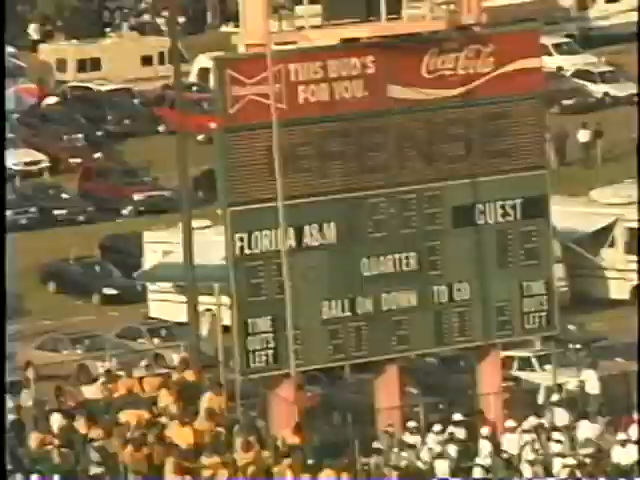 Budweiser
THIS BUD'S
FOR YOU.
Coca-Cola
FLORIDA A&M
GUEST
QUARTER
BALL ON DOWN TO GO
TIME
OUTS
LEFT
TIME
OUTS
LEFT